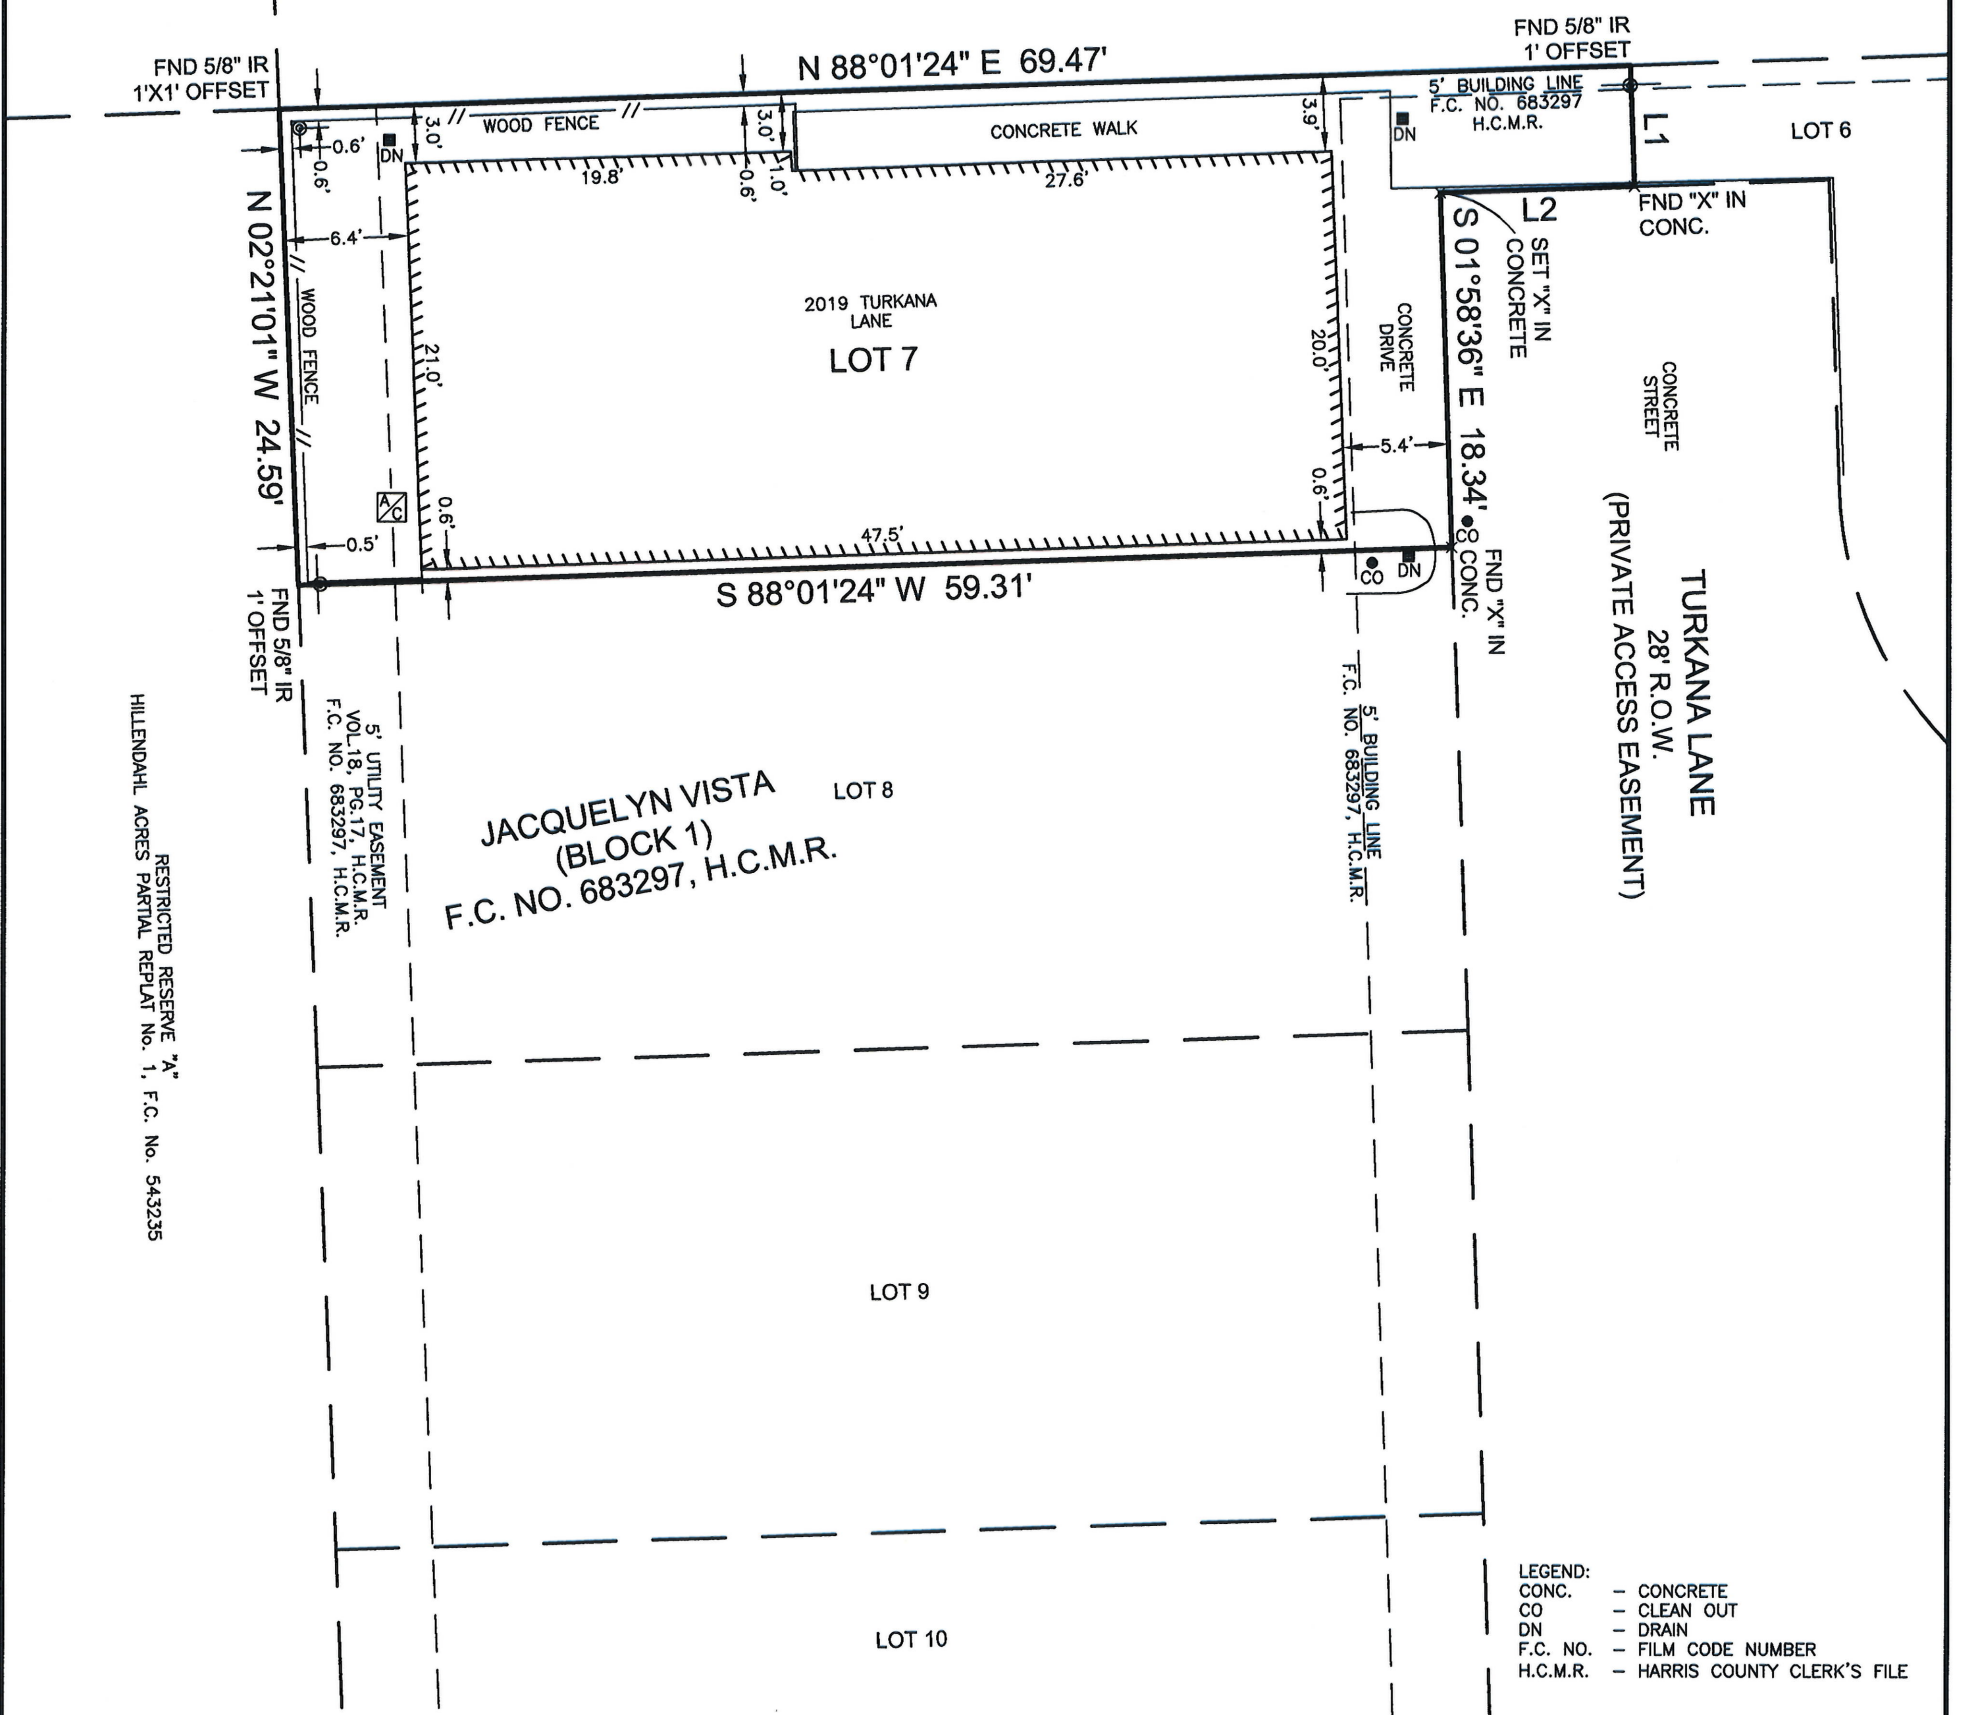 FND 5/8" IR
1'X1' OFFSET
N 88°01'24" E 69.47'
FND 5/8" IR
1' OFFSET
5' BUILDING LINE
F.C. NO. 683297
H.C.M.R.
L1
LOT 6
WOOD FENCE
CONCRETE WALK
3.0'
3.0'
3.9'
DN
DN
0.6'
0.6'
19.8'
0.6'
1.0'
27.6'
L2
FND "X" IN
CONC.
SET "X" IN
CONCRETE
N 02°21'01" W 24.59'
6.4'
WOOD FENCE
21.0'
2019 TURKANA
LANE
LOT 7
20.0'
CONCRETE
DRIVE
S 01°58'36" E 18.34'
5.4'
CONCRETE
STREET
A/C
0.6'
0.6'
0.5'
47.5'
S 88°01'24" W 59.31'
CO
DN
CO
FND "X" IN
CONC.
FND 5/8" IR
1' OFFSET
TURKANA LANE
28' R.O.W.
(PRIVATE ACCESS EASEMENT)
5' UTILITY EASEMENT
VOL.18, PG.17, H.C.M.R.
F.C. NO. 683297, H.C.M.R.
5' BUILDING LINE
F.C. NO. 683297, H.C.M.R.
LOT 8
JACQUELYN VISTA
(BLOCK 1)
F.C. NO. 683297, H.C.M.R.
RESTRICTED RESERVE "A"
HILLENDAHL ACRES PARTIAL REPLAT No. 1, F.C. No. 543235
LOT 9
LOT 10
LEGEND:
CONC. – CONCRETE
CO – CLEAN OUT
DN – DRAIN
F.C. NO. – FILM CODE NUMBER
H.C.M.R. – HARRIS COUNTY CLERK'S FILE